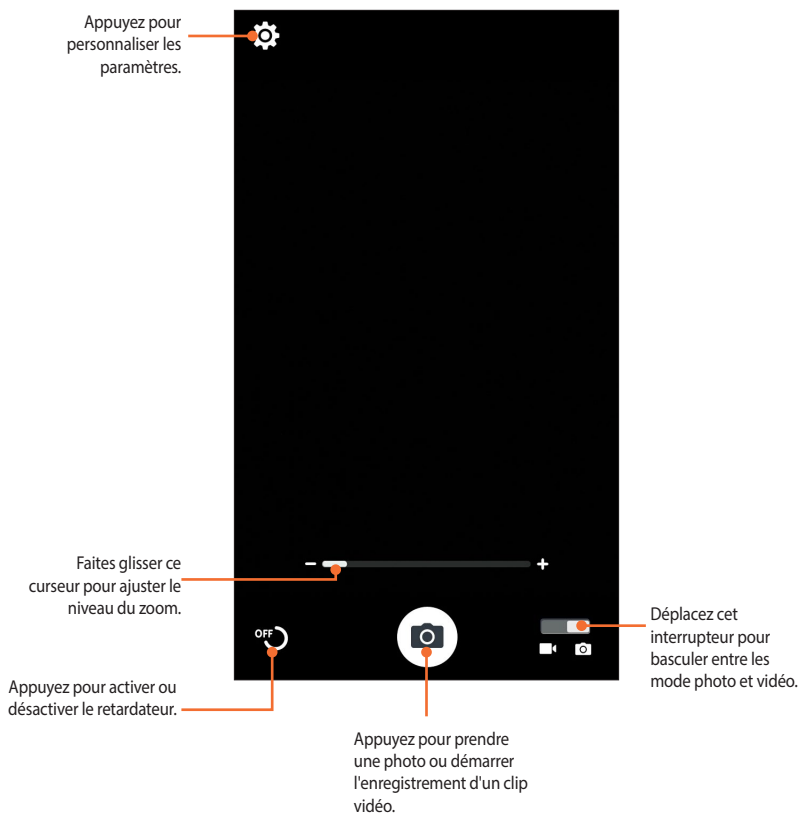 Appuyez pour
personnaliser les
paramètres.
Faites glisser ce
curseur pour ajuster le
niveau du zoom.
OFF
Déplacez cet
interrupteur pour
basculer entre les
mode photo et vidéo.
Appuyez pour activer ou
désactiver le retardateur.
Appuyez pour prendre
une photo ou démarrer
l'enregistrement d'un clip
vidéo.